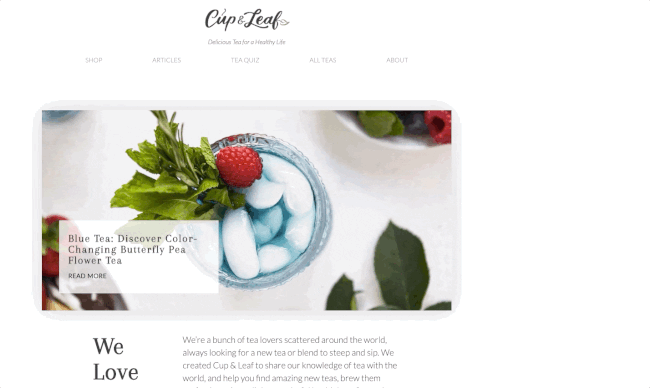 Cup & Leaf
Delicious Tea for a Healthy Life
SHOP ARTICLES TEA QUIZ ALL TEAS ABOUT
Blue Tea: Discover Color-
Changing Butterfly Pea
Flower Tea
READ MORE
We
Love
We're a bunch of tea lovers scattered around the world,
always looking for a new tea or blend to steep and sip. We
created Cup & Leaf to share our knowledge of tea with the
world, and help you find amazing new teas, brew them